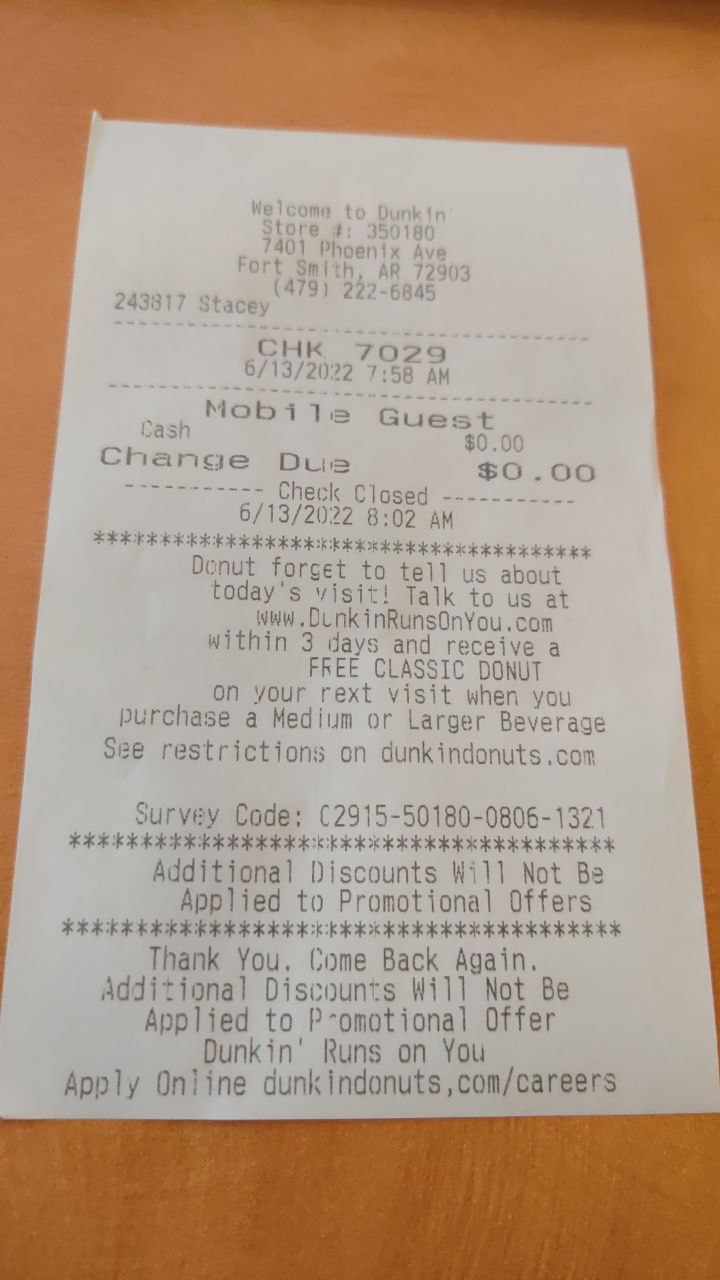 Welcome to Dunkin'
Store #: 350180
7401 Phoenix Ave
Fort Smith, AR 72903
(479) 222-6845
243817 Stacey
CHK 7029
6/13/2022 7:58 AM
Mobile Guest
Cash $0.00
Change Due $0.00
----------- Check Closed -----------
6/13/2022 8:02 AM
****************************************
Donut forget to tell us about
today's visit! Talk to us at
www.DunkinRunsOnYou.com
within 3 days and receive a
FREE CLASSIC DONUT
on your next visit when you
purchase a Medium or Larger Beverage
See restrictions on dunkindonuts.com
Survey Code: 02915-50180-0806-1321
****************************************
Additional Discounts Will Not Be
Applied to Promotional Offers
****************************************
Thank You. Come Back Again.
Additional Discounts Will Not Be
Applied to Promotional Offer
Dunkin' Runs on You
Apply Online dunkindonuts,com/careers